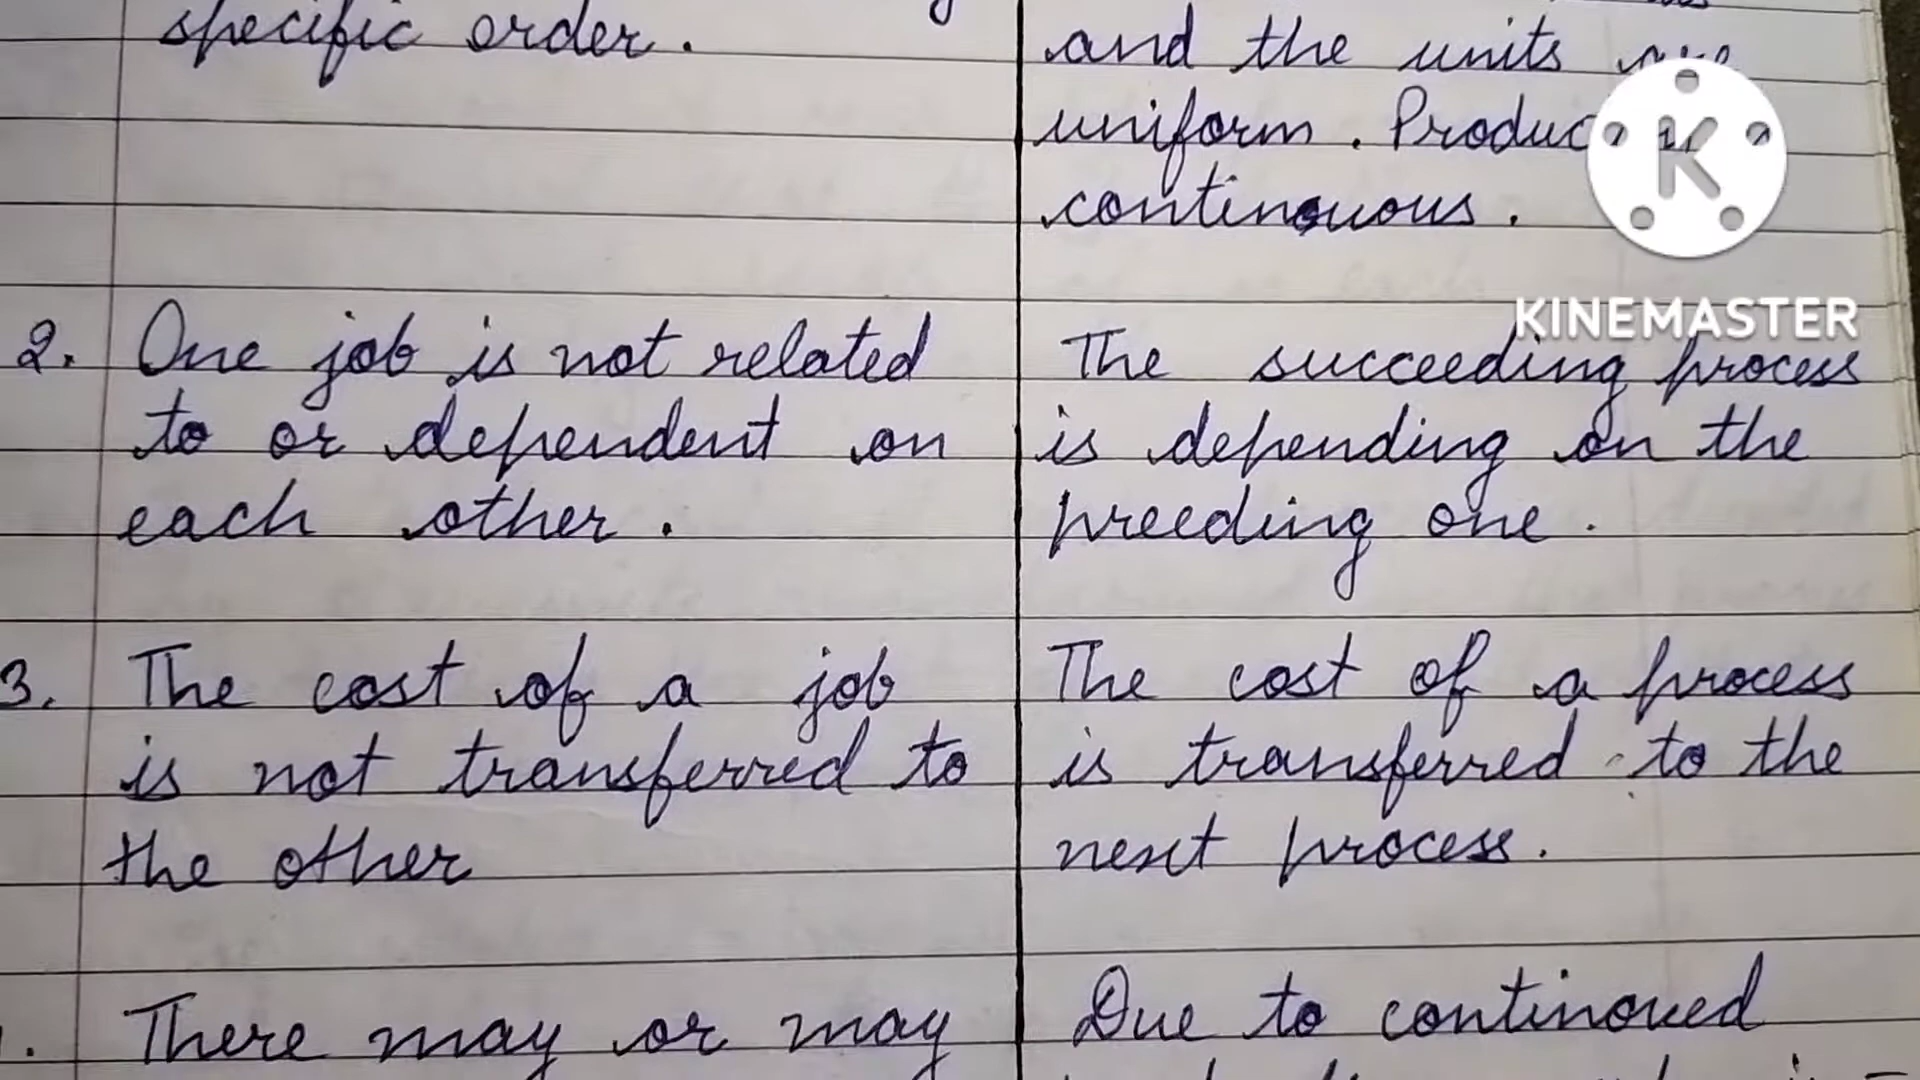 specific order.
2. One job is not related
to or dependent on
each other.
3. The cost of a job
is not transferred to
the other
There may or may
and the units are
uniform. Produc
continouous.
The succeeding process
is depending on the
preeding one.
The cost of a process
is transferred to the
next process.
Due to continoued
KINEMASTER